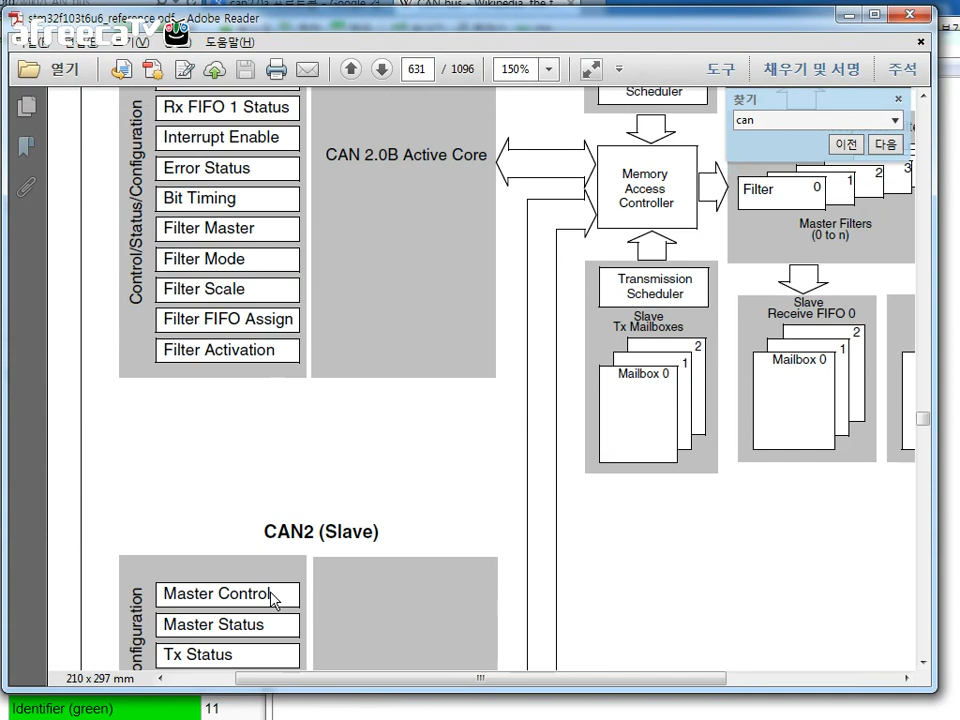 stm32f103t6u6_reference.pdf - Adobe Reader
afreecaTV
도움말(H)
열기
631 / 1096
150%
도구
채우기 및 서명
주석
찾기
can
이전
다음
Control/Status/Configuration
Rx FIFO 1 Status
Interrupt Enable
Error Status
Bit Timing
Filter Master
Filter Mode
Filter Scale
Filter FIFO Assign
Filter Activation
CAN 2.0B Active Core
Scheduler
Memory
Access
Controller
Filter
0
1
2
3
Master Filters
(0 to n)
Transmission
Scheduler
Slave
Tx Mailboxes
2
1
Mailbox 0
Slave
Receive FIFO 0
2
1
Mailbox 0
CAN2 (Slave)
onfiguration
Master Control
Master Status
Tx Status
210 x 297 mm
Identifier (green)
11